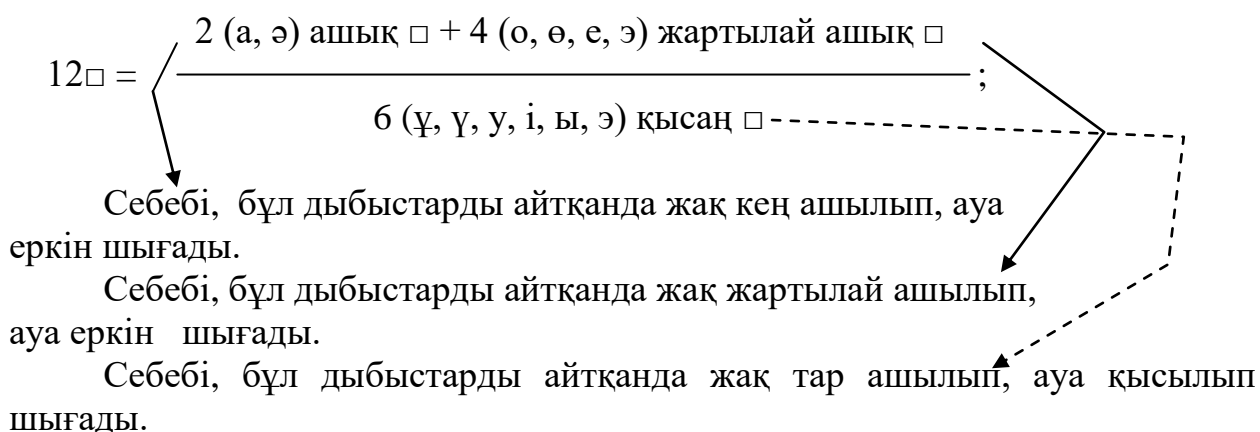 2 (а, ә) ашық □ + 4 (о, ө, е, э) жартылай ашық □
12□ = ;
6 (ұ, ү, у, і, ы, э) қысаң □
Себебі, бұл дыбыстарды айтқанда жақ кең ашылып, ауа
еркін шығады.
Себебі, бұл дыбыстарды айтқанда жақ жартылай ашылып,
ауа еркін шығады.
Себебі, бұл дыбыстарды айтқанда жақ тар ашылып, ауа қысылып
шығады.